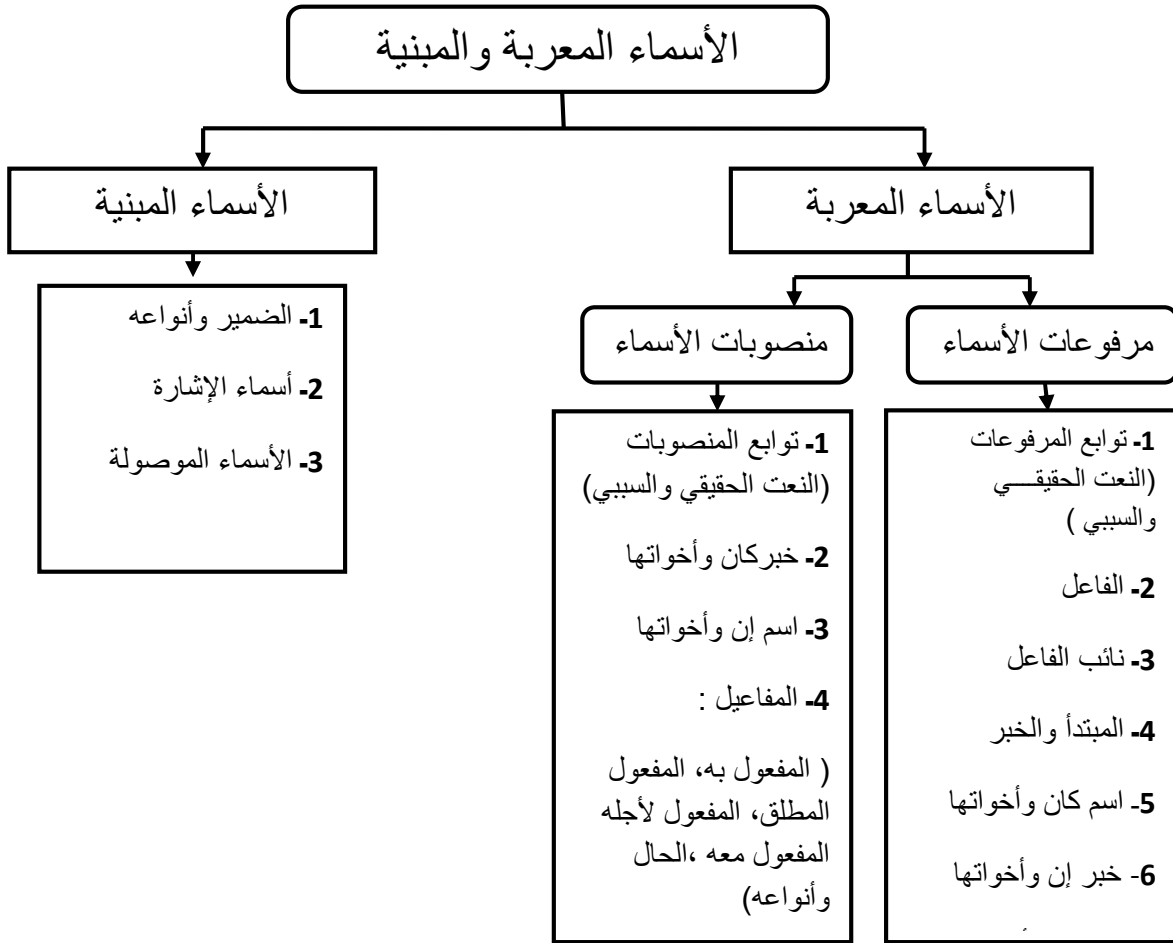 الأسماء المعربة والمبنية
الأسماء المعربة
الأسماء المبنية
مرفوعات الأسماء
منصوبات الأسماء
1- توابع المرفوعات
(النعت الحقيقـــي
والسببي )
2- الفاعل
3- نائب الفاعل
4- المبتدأ والخبر
5- اسم كان وأخواتها
6- خبر إن وأخواتها
1- توابع المنصوبات
(النعت الحقيقي والسببي)
2- خبركان وأخواتها
3- اسم إن وأخواتها
4- المفاعيل :
( المفعول به، المفعول
المطلق، المفعول لأجله
المفعول معه ،الحال
وأنواعه)
1- الضمير وأنواعه
2- أسماء الإشارة
3- الأسماء الموصولة